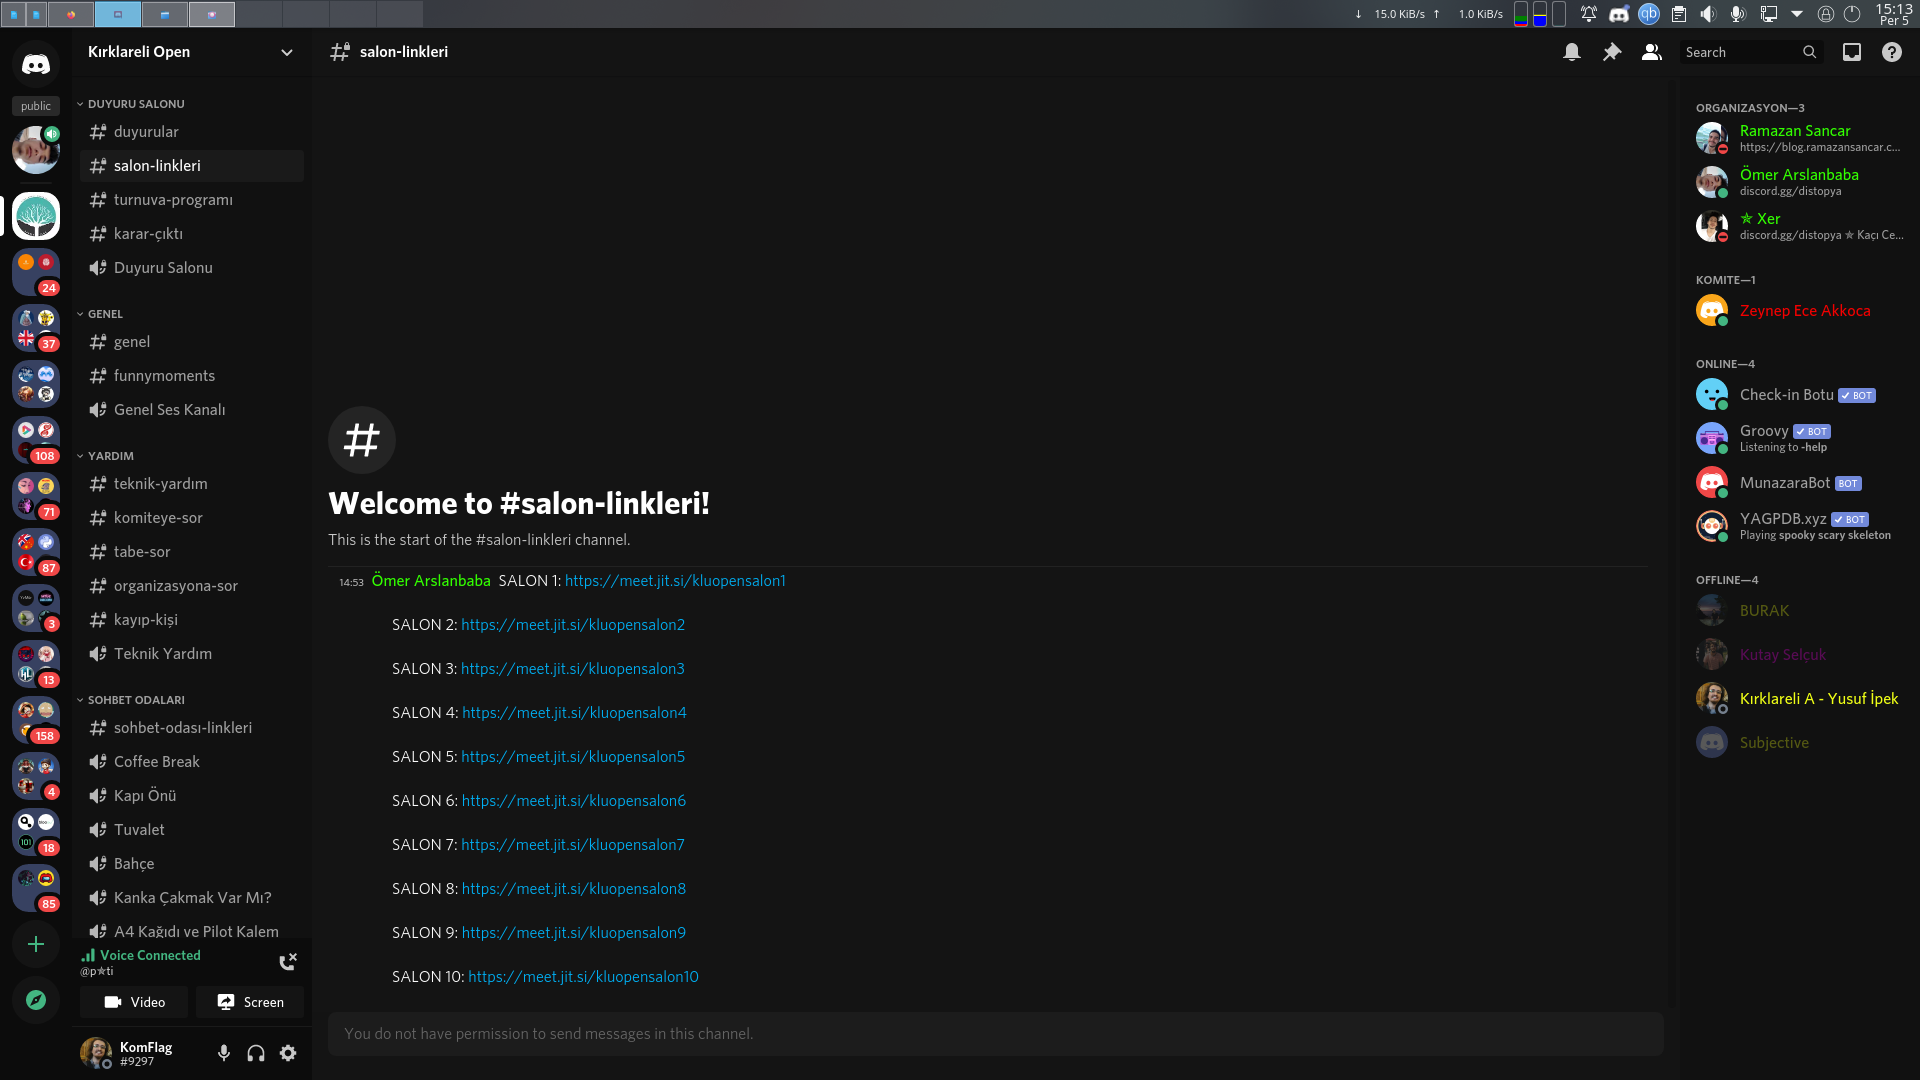 15.0 KiB/s
1.0 KiB/s
qb
15:13
Per 5
public
24
37
108
71
87
3
13
158
4
101
18
85
Kırklareli Open
DUYURU SALONU
duyurular
salon-linkleri
turnuva-programı
karar-çıktı
Duyuru Salonu
GENEL
genel
funnymoments
Genel Ses Kanalı
YARDIM
teknik-yardım
komiteye-sor
tabe-sor
organizasyona-sor
kayıp-kişi
Teknik Yardım
SOHBET ODALARI
sohbet-odası-linkleri
Coffee Break
Kapı Önü
Tuvalet
Bahçe
Kanka Çakmak Var Mı?
A4 Kağıdı ve Pilot Kalem
Voice Connected
@p★ti
Video
Screen
KomFlag
#9297
salon-linkleri
Search
Welcome to #salon-linkleri!
This is the start of the #salon-linkleri channel.
14:53 Ömer Arslanbaba SALON 1: https://meet.jit.si/kluopensalon1
SALON 2: https://meet.jit.si/kluopensalon2
SALON 3: https://meet.jit.si/kluopensalon3
SALON 4: https://meet.jit.si/kluopensalon4
SALON 5: https://meet.jit.si/kluopensalon5
SALON 6: https://meet.jit.si/kluopensalon6
SALON 7: https://meet.jit.si/kluopensalon7
SALON 8: https://meet.jit.si/kluopensalon8
SALON 9: https://meet.jit.si/kluopensalon9
SALON 10: https://meet.jit.si/kluopensalon10
You do not have permission to send messages in this channel.
ORGANIZASYON—3
Ramazan Sancar
https://blog.ramazansancar.c...
Ömer Arslanbaba
discord.gg/distopya
★ Xer
discord.gg/distopya ★ Kaçı Ce...
KOMITE—1
Zeynep Ece Akkoca
ONLINE—4
Check-in Botu ✓ BOT
Groovy ✓ BOT
Listening to -help
MunazaraBot BOT
YAGPDB.xyz ✓ BOT
Playing spooky scary skeleton
OFFLINE—4
BURAK
Kutay Selçuk
Kırklareli A - Yusuf İpek
Subjective